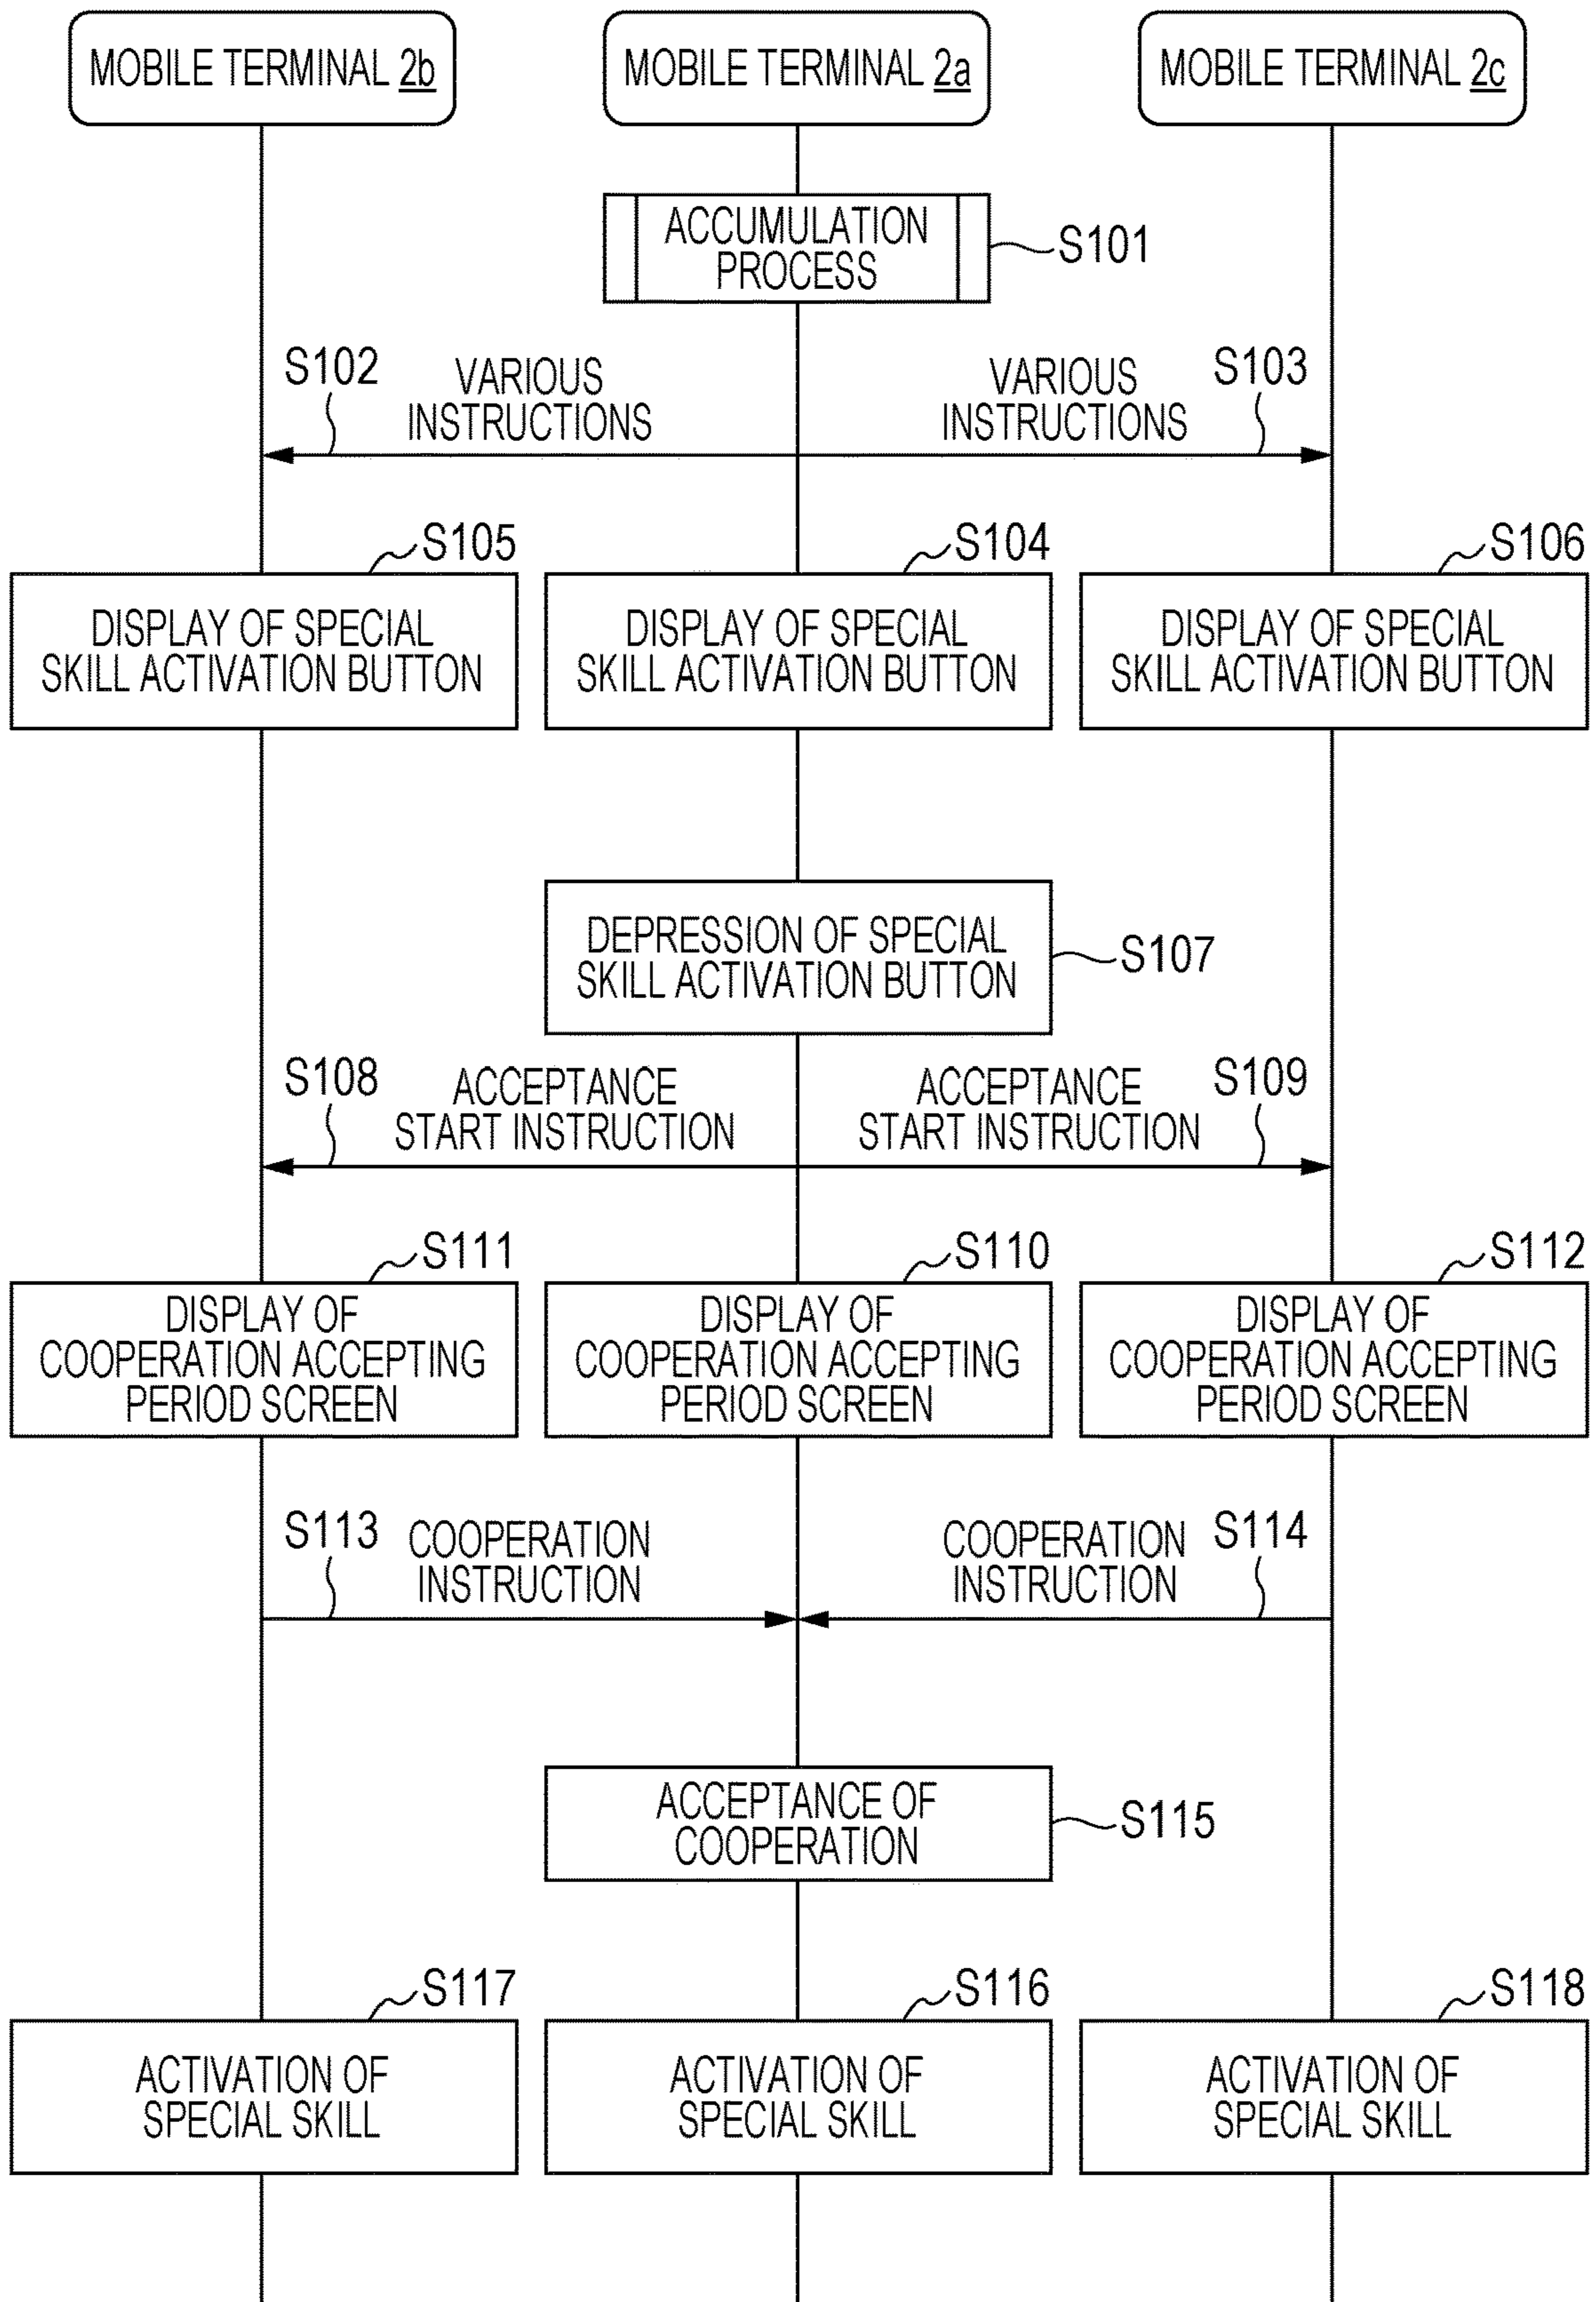 MOBILE TERMINAL 2b
MOBILE TERMINAL 2a
MOBILE TERMINAL 2c
ACCUMULATION
PROCESS
S101
S102
VARIOUS
INSTRUCTIONS
VARIOUS
INSTRUCTIONS
S103
S105
DISPLAY OF SPECIAL
SKILL ACTIVATION BUTTON
S104
DISPLAY OF SPECIAL
SKILL ACTIVATION BUTTON
S106
DISPLAY OF SPECIAL
SKILL ACTIVATION BUTTON
DEPRESSION OF SPECIAL
SKILL ACTIVATION BUTTON
S107
S108
ACCEPTANCE
START INSTRUCTION
ACCEPTANCE
START INSTRUCTION
S109
S111
DISPLAY OF
COOPERATION ACCEPTING
PERIOD SCREEN
S110
DISPLAY OF
COOPERATION ACCEPTING
PERIOD SCREEN
S112
DISPLAY OF
COOPERATION ACCEPTING
PERIOD SCREEN
S113
COOPERATION
INSTRUCTION
COOPERATION
INSTRUCTION
S114
ACCEPTANCE OF
COOPERATION
S115
S117
ACTIVATION OF
SPECIAL SKILL
S116
ACTIVATION OF
SPECIAL SKILL
S118
ACTIVATION OF
SPECIAL SKILL